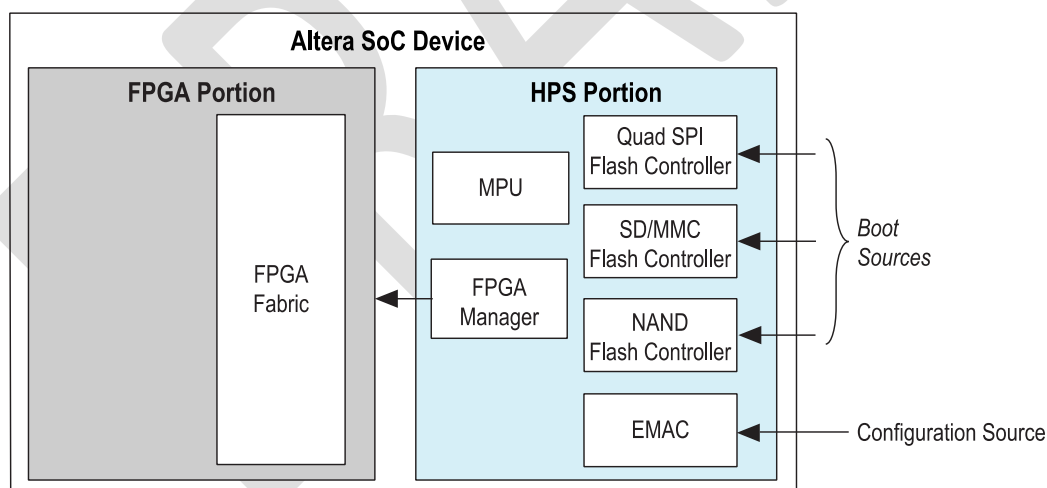 Altera SoC Device
FPGA Portion
FPGA
Fabric
HPS Portion
MPU
FPGA
Manager
Quad SPI
Flash Controller
SD/MMC
Flash Controller
NAND
Flash Controller
EMAC
Boot
Sources
Configuration Source